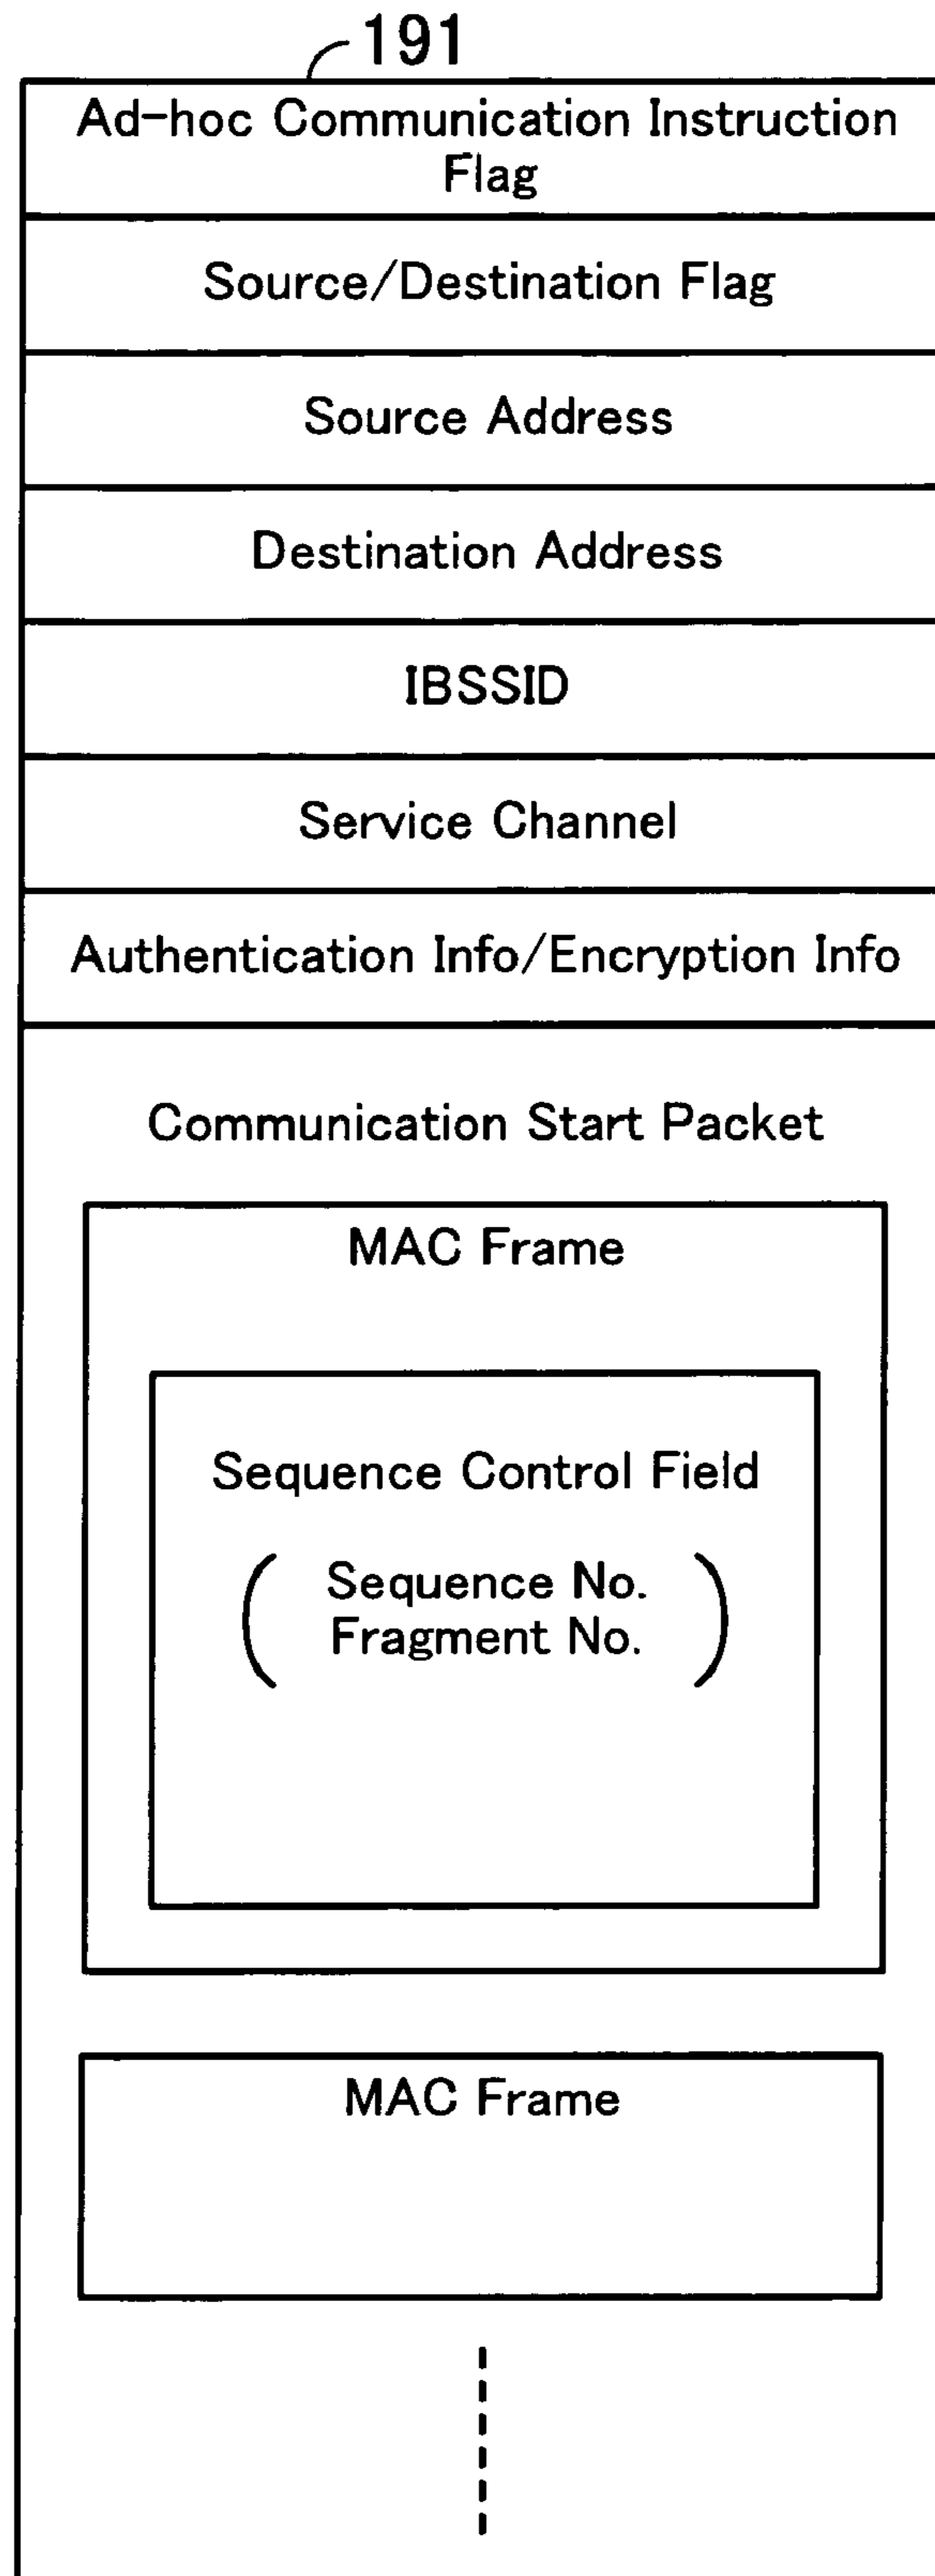 191
Ad-hoc Communication Instruction
Flag
Source/Destination Flag
Source Address
Destination Address
IBSSID
Service Channel
Authentication Info/Encryption Info
Communication Start Packet
MAC Frame
Sequence Control Field
( Sequence No.
Fragment No. )
MAC Frame